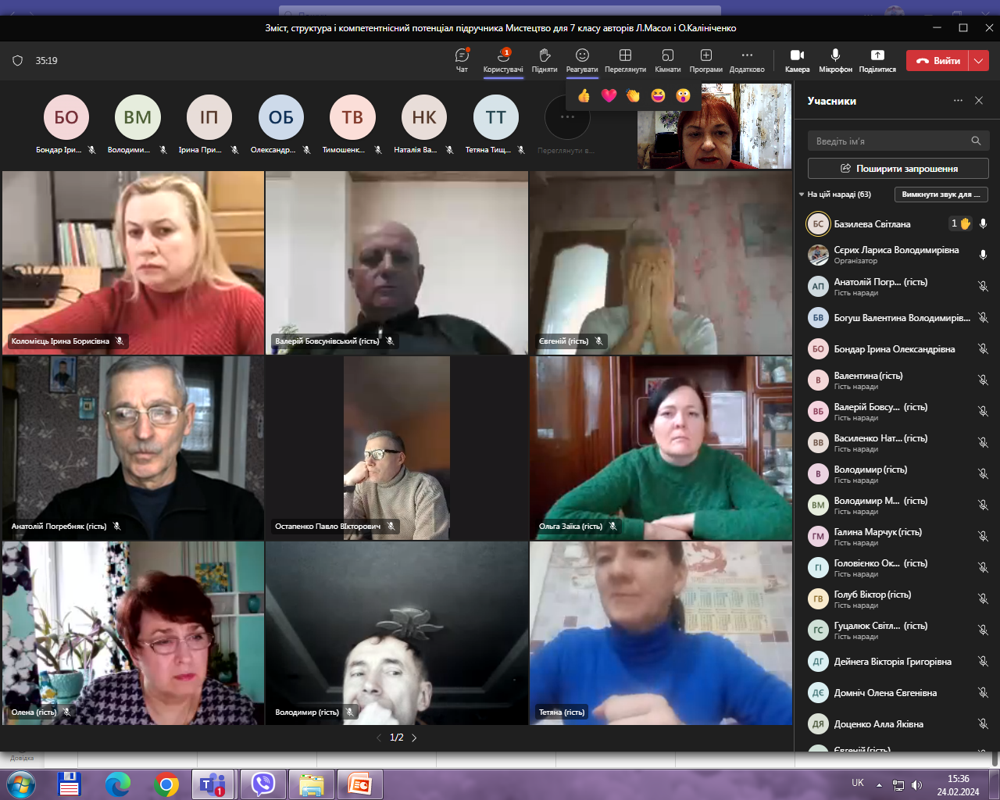 Зміст, структура і компетентнісний потенціал підручника Мистецтво для 7 класу авторів Л.Масол і О.Калініченко
35:19
Чат
1
Користувачі
Підняти
Реагувати
Переглянути
Кімнати
Програми
Додатково
Камера
Мікрофон
Поділитися
Вийти
БО
ВМ
ІП
ОБ
ТВ
НК
ТТ
Бондар Іри...
Володими...
Ірина При...
Олександр...
Тимошенк...
Наталія Ва...
Тетяна Тищ...
Переглянути в...
Коломієць Ірина Борисівна
Валерій Бовсунівський (гість)
Євгеній (гість)
Анатолій Погребняк (гість)
Остапенко Павло Вікторович
Ольга Заїка (гість)
Олена (гість)
Володимир (гість)
Тетяна (гість)
1/2
Учасники
Введіть ім'я
Поширити запрошення
На цій нараді (63)
Вимкнути звук для ...
БС
Базилева Світлана
1
Сєрих Лариса Володимирівна
Організатор
АП
Анатолій Погр... (гість)
Гість наради
БВ
Богуш Валентина Володимирів...
БО
Бондар Ірина Олександрівна
В
Валентина (гість)
Гість наради
ВБ
Валерій Бовсу... (гість)
Гість наради
ВВ
Василенко Нат... (гість)
Гість наради
В
Володимир (гість)
Гість наради
ВМ
Володимир М... (гість)
Гість наради
ГМ
Галина Марчук (гість)
Гість наради
ГІ
Головієнко Ок... (гість)
Гість наради
ГВ
Голуб Віктор (гість)
Гість наради
ГС
Гуцалюк Світл... (гість)
Гість наради
ДГ
Дейнега Вікторія Григорівна
ДЄ
Домніч Олена Євгенівна
ДЯ
Доценко Алла Яківна
Євгеній (гість)
Довідка
1
UK
15:36
24.02.2024